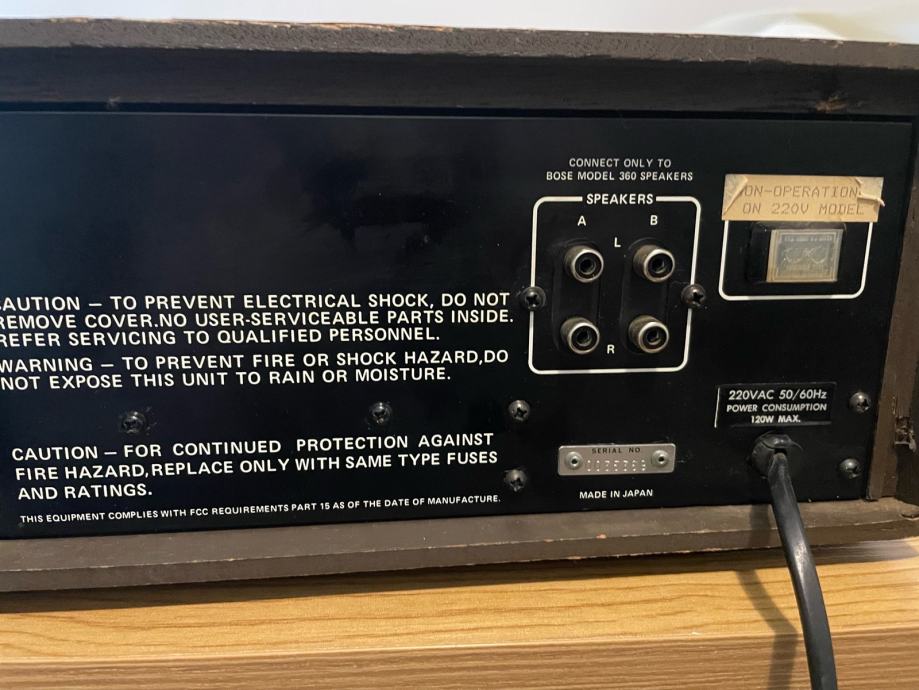 CONNECT ONLY TO
BOSE MODEL 360 SPEAKERS
SPEAKERS
A B
L
R
ON-OPERATION
ON 220V MODEL
CAUTION – TO PREVENT ELECTRICAL SHOCK, DO NOT
REMOVE COVER.NO USER-SERVICEABLE PARTS INSIDE.
REFER SERVICING TO QUALIFIED PERSONNEL.
WARNING – TO PREVENT FIRE OR SHOCK HAZARD,DO
NOT EXPOSE THIS UNIT TO RAIN OR MOISTURE.
CAUTION – FOR CONTINUED PROTECTION AGAINST
FIRE HAZARD,REPLACE ONLY WITH SAME TYPE FUSES
AND RATINGS.
THIS EQUIPMENT COMPLIES WITH FCC REQUIREMENTS PART 15 AS OF THE DATE OF MANUFACTURE.
220VAC 50/60Hz
POWER CONSUMPTION
120W MAX.
SERIAL NO.
MADE IN JAPAN